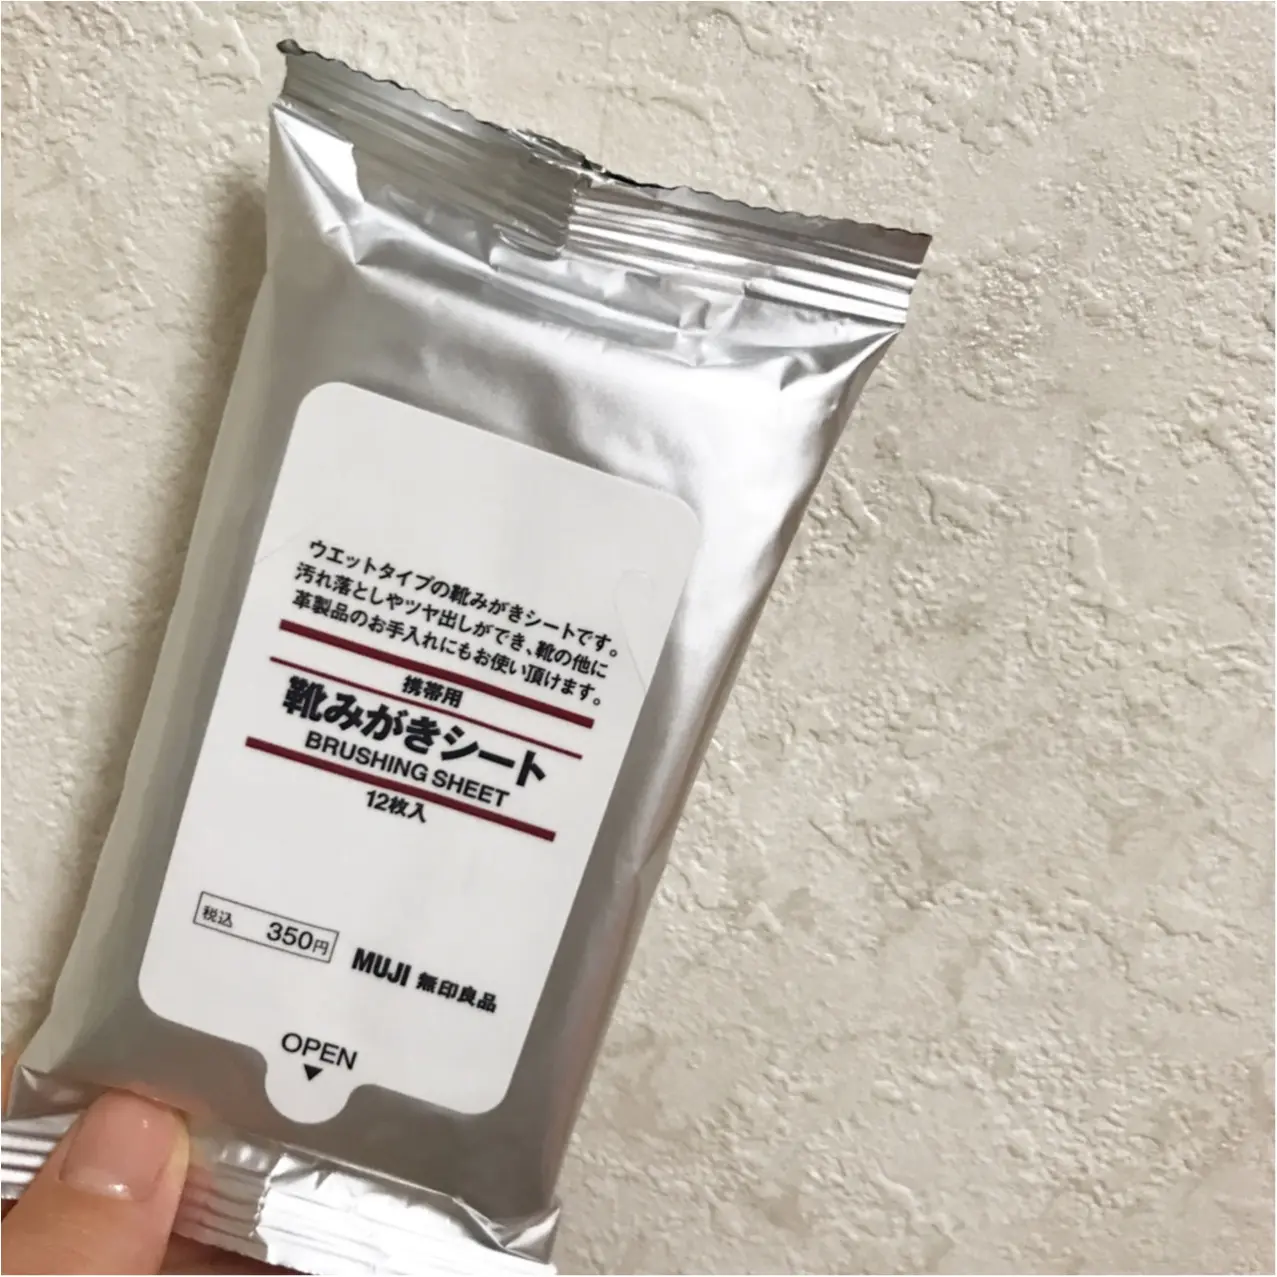 ウエットタイプの靴みがきシートです。
汚れ落としやツヤ出しができ、靴の他に
革製品のお手入れにもお使い頂けます。
携帯用
靴みがきシート
BRUSHING SHEET
12枚入
税込 350円
MUJI 無印良品
OPEN
▼